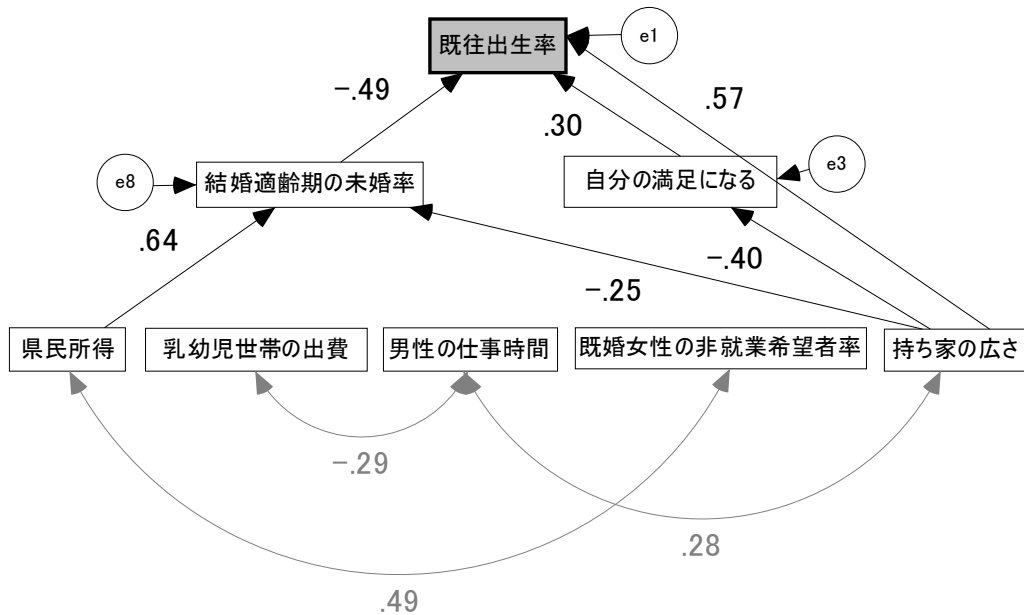 既往出生率
e1
−.49
.57
.30
e8
結婚適齢期の未婚率
自分の満足になる
e3
.64
−.40
−.25
県民所得
乳幼児世帯の出費
男性の仕事時間
既婚女性の非就業希望者率
持ち家の広さ
−.29
.28
.49